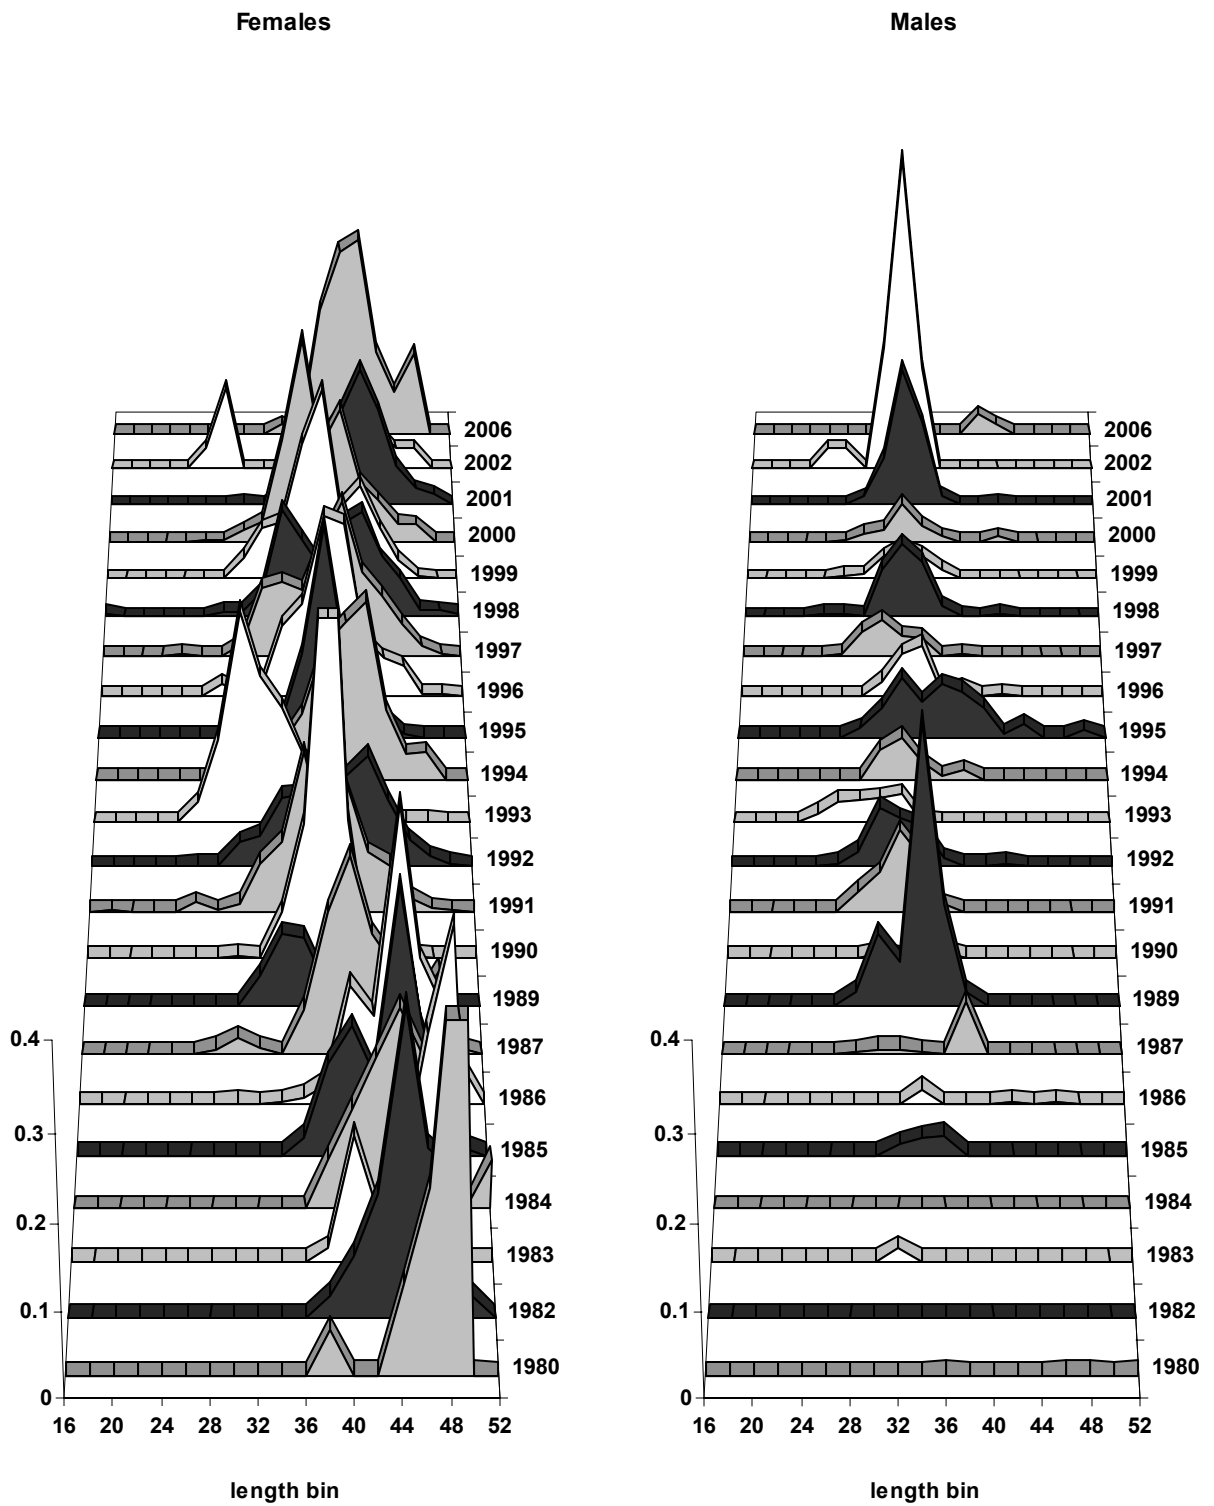 Females Males
2006 2006
2002 2002
2001 2001
2000 2000
1999 1999
1998 1998
1997 1997
1996 1996
1995 1995
1994 1994
1993 1993
1992 1992
1991 1991
1990 1990
1989 1989
0.4 1987 0.4 1987
1986 1986
0.3 1985 0.3 1985
1984 1984
0.2 1983 0.2 1983
0.1 1982 0.1 1982
1980 1980
0 0
16 20 24 28 32 36 40 44 48 52 16 20 24 28 32 36 40 44 48 52
length bin length bin